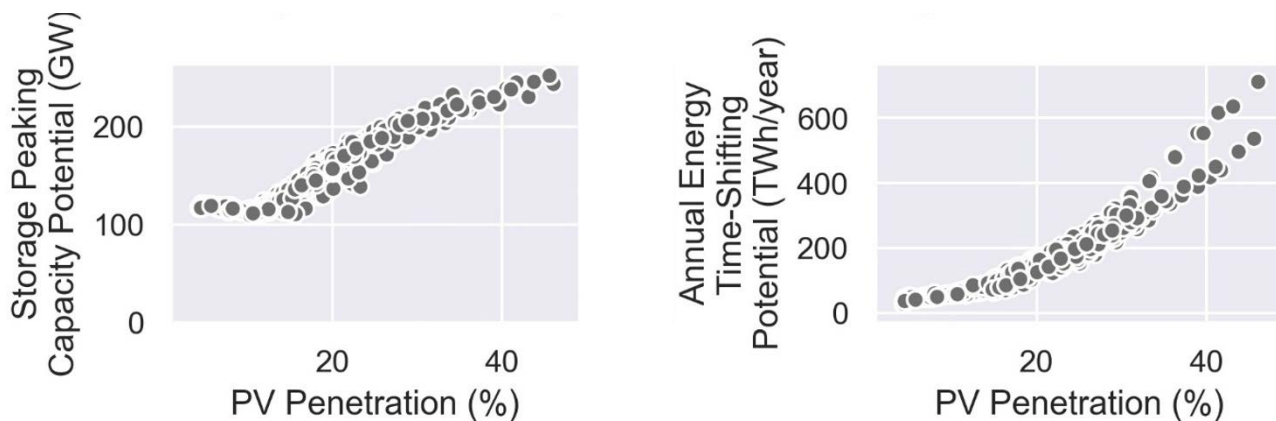 Storage Peaking
Capacity Potential (GW)
200
100
0
20 40
PV Penetration (%)
Annual Energy
Time-Shifting
Potential (TWh/year)
600
400
200
0
20 40
PV Penetration (%)